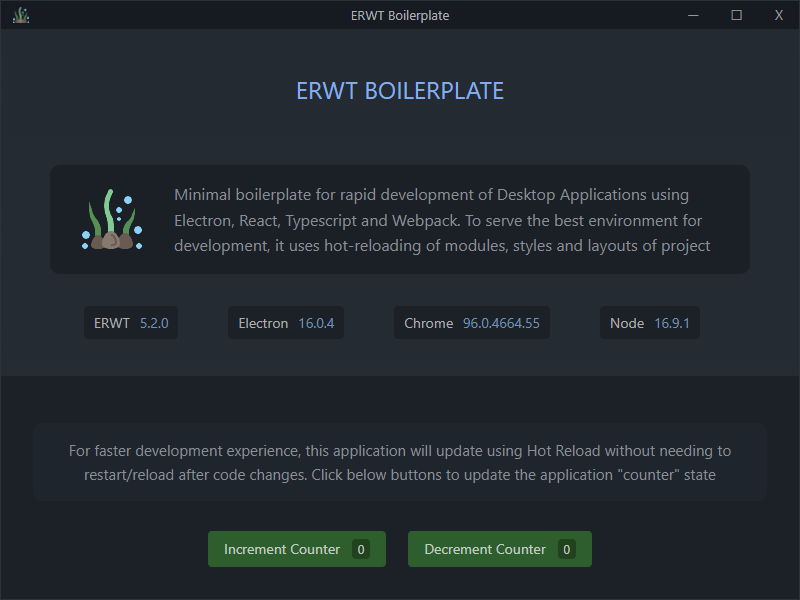 ERWT Boilerplate
X
ERWT BOILERPLATE
Minimal boilerplate for rapid development of Desktop Applications using
Electron, React, Typescript and Webpack. To serve the best environment for
development, it uses hot-reloading of modules, styles and layouts of project
ERWT 5.2.0
Electron 16.0.4
Chrome 96.0.4664.55
Node 16.9.1
For faster development experience, this application will update using Hot Reload without needing to
restart/reload after code changes. Click below buttons to update the application "counter" state
Increment Counter 0
Decrement Counter 0